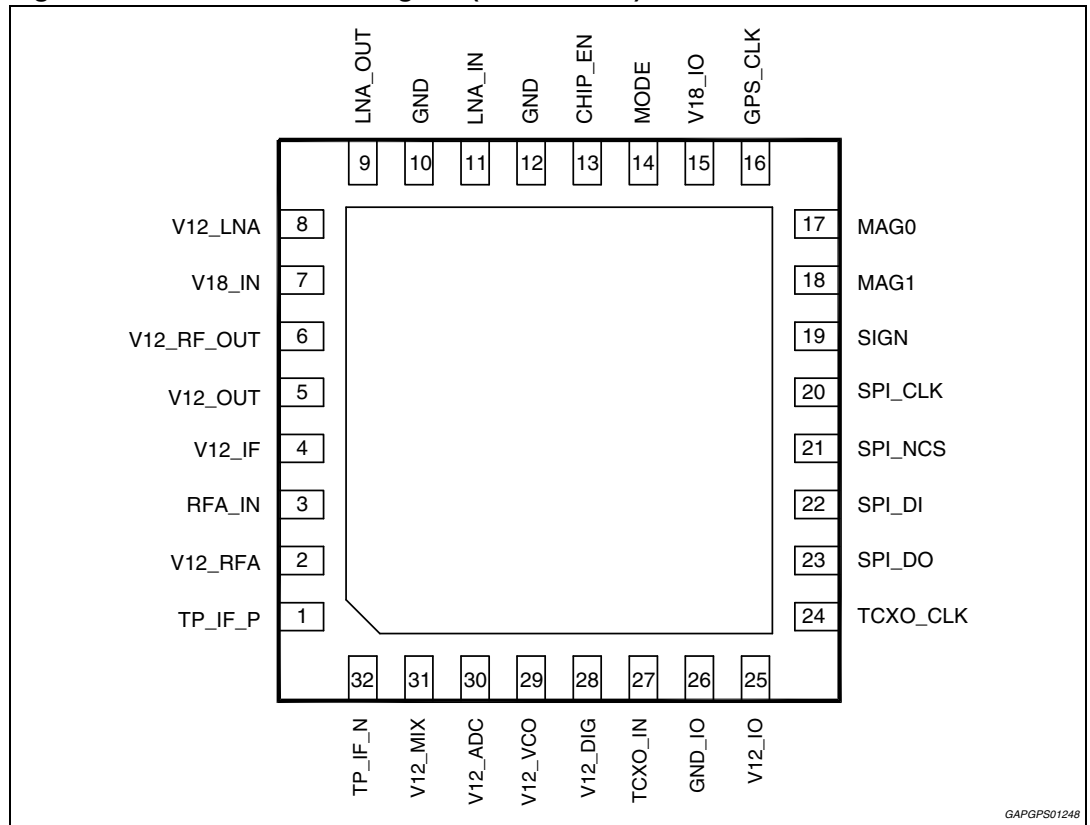 LNA_OUT
GND
LNA_IN
GND
CHIP_EN
MODE
V18_IO
GPS_CLK
9 10 11 12 13 14 15 16
V12_LNA 8 17 MAG0
V18_IN 7 18 MAG1
V12_RF_OUT 6 19 SIGN
V12_OUT 5 20 SPI_CLK
V12_IF 4 21 SPI_NCS
RFA_IN 3 22 SPI_DI
V12_RFA 2 23 SPI_DO
TP_IF_P 1 24 TCXO_CLK
32 31 30 29 28 27 26 25
TP_IF_N
V12_MIX
V12_ADC
V12_VCO
V12_DIG
TCXO_IN
GND_IO
V12_IO
GAPGPS01248